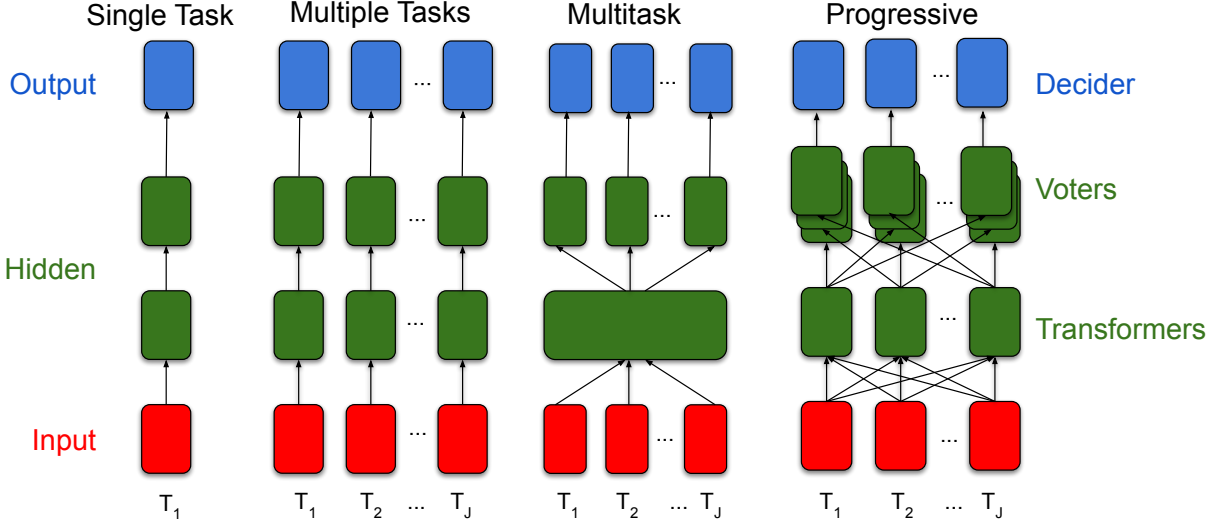 Single Task
Multiple Tasks
Multitask
Progressive
Output
...
...
...
Decider
...
...
...
Voters
Hidden
...
...
...
Transformers
Input
...
...
...
T1
T1 T2 ... TJ
T1 T2 ... TJ
T1 T2 ... TJ